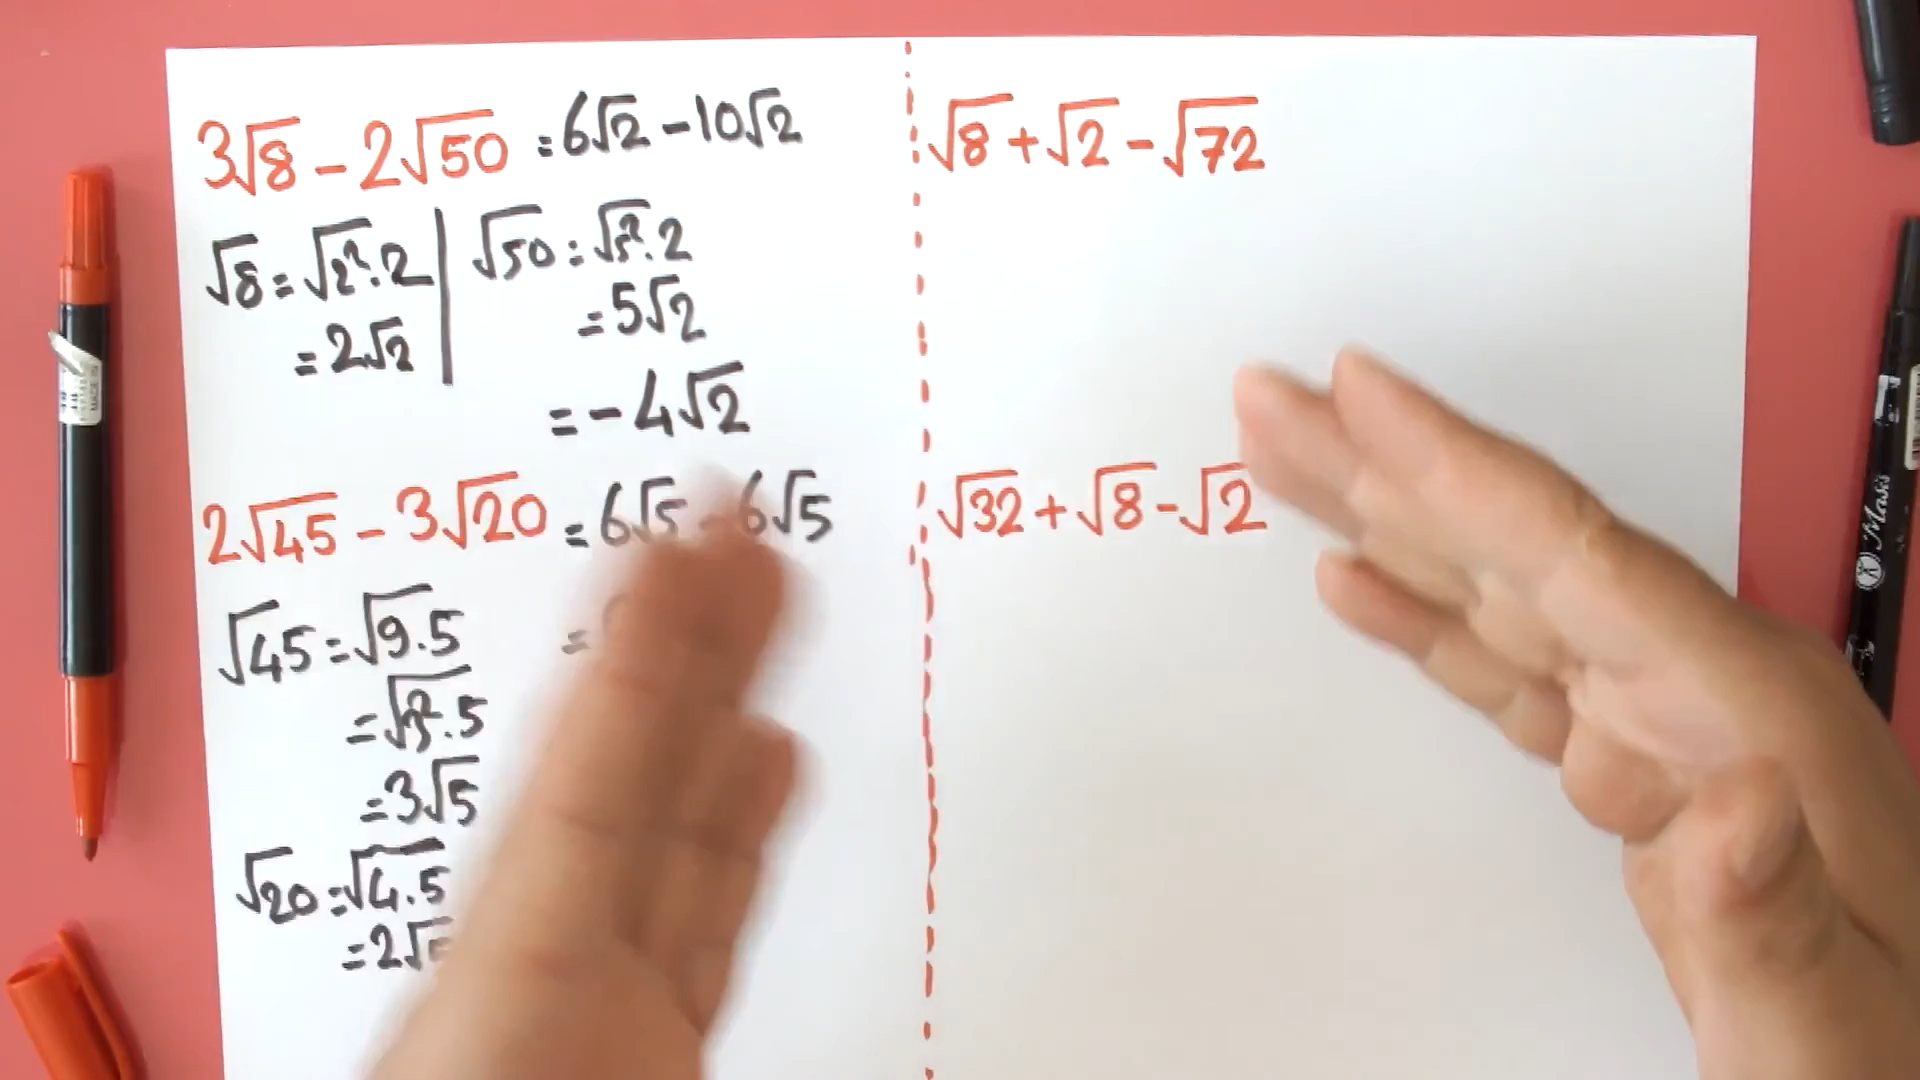 3√8 - 2√50 = 6√2 - 10√2
√8 = √2².2
= 2√2
√50 = √5².2
= 5√2
= -4√2
2√45 - 3√20 = 6√5 - 6√5
=
√45 = √9.5
= √3².5
= 3√5
√20 = √4.5
= 2√
√8 + √2 - √72
√32 + √8 - √2
Masis